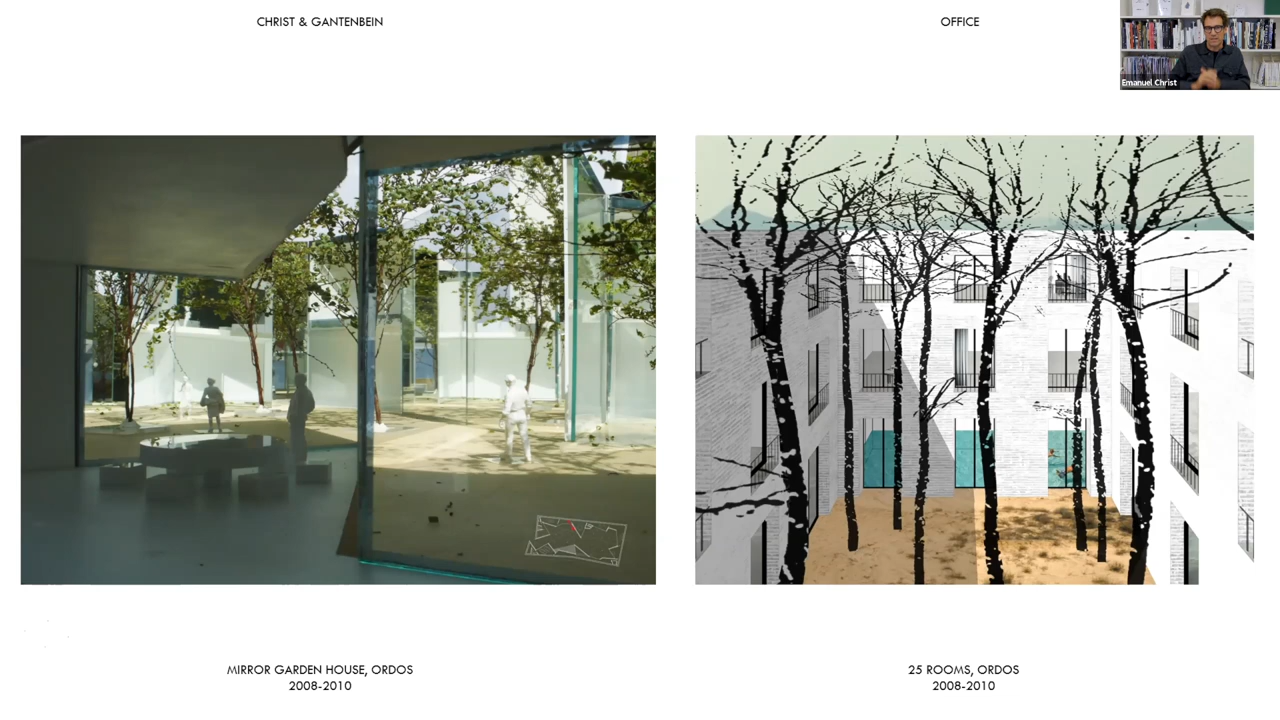 CHRIST & GANTENBEIN
OFFICE
Emanuel Christ
MIRROR GARDEN HOUSE, ORDOS
2008-2010
25 ROOMS, ORDOS
2008-2010